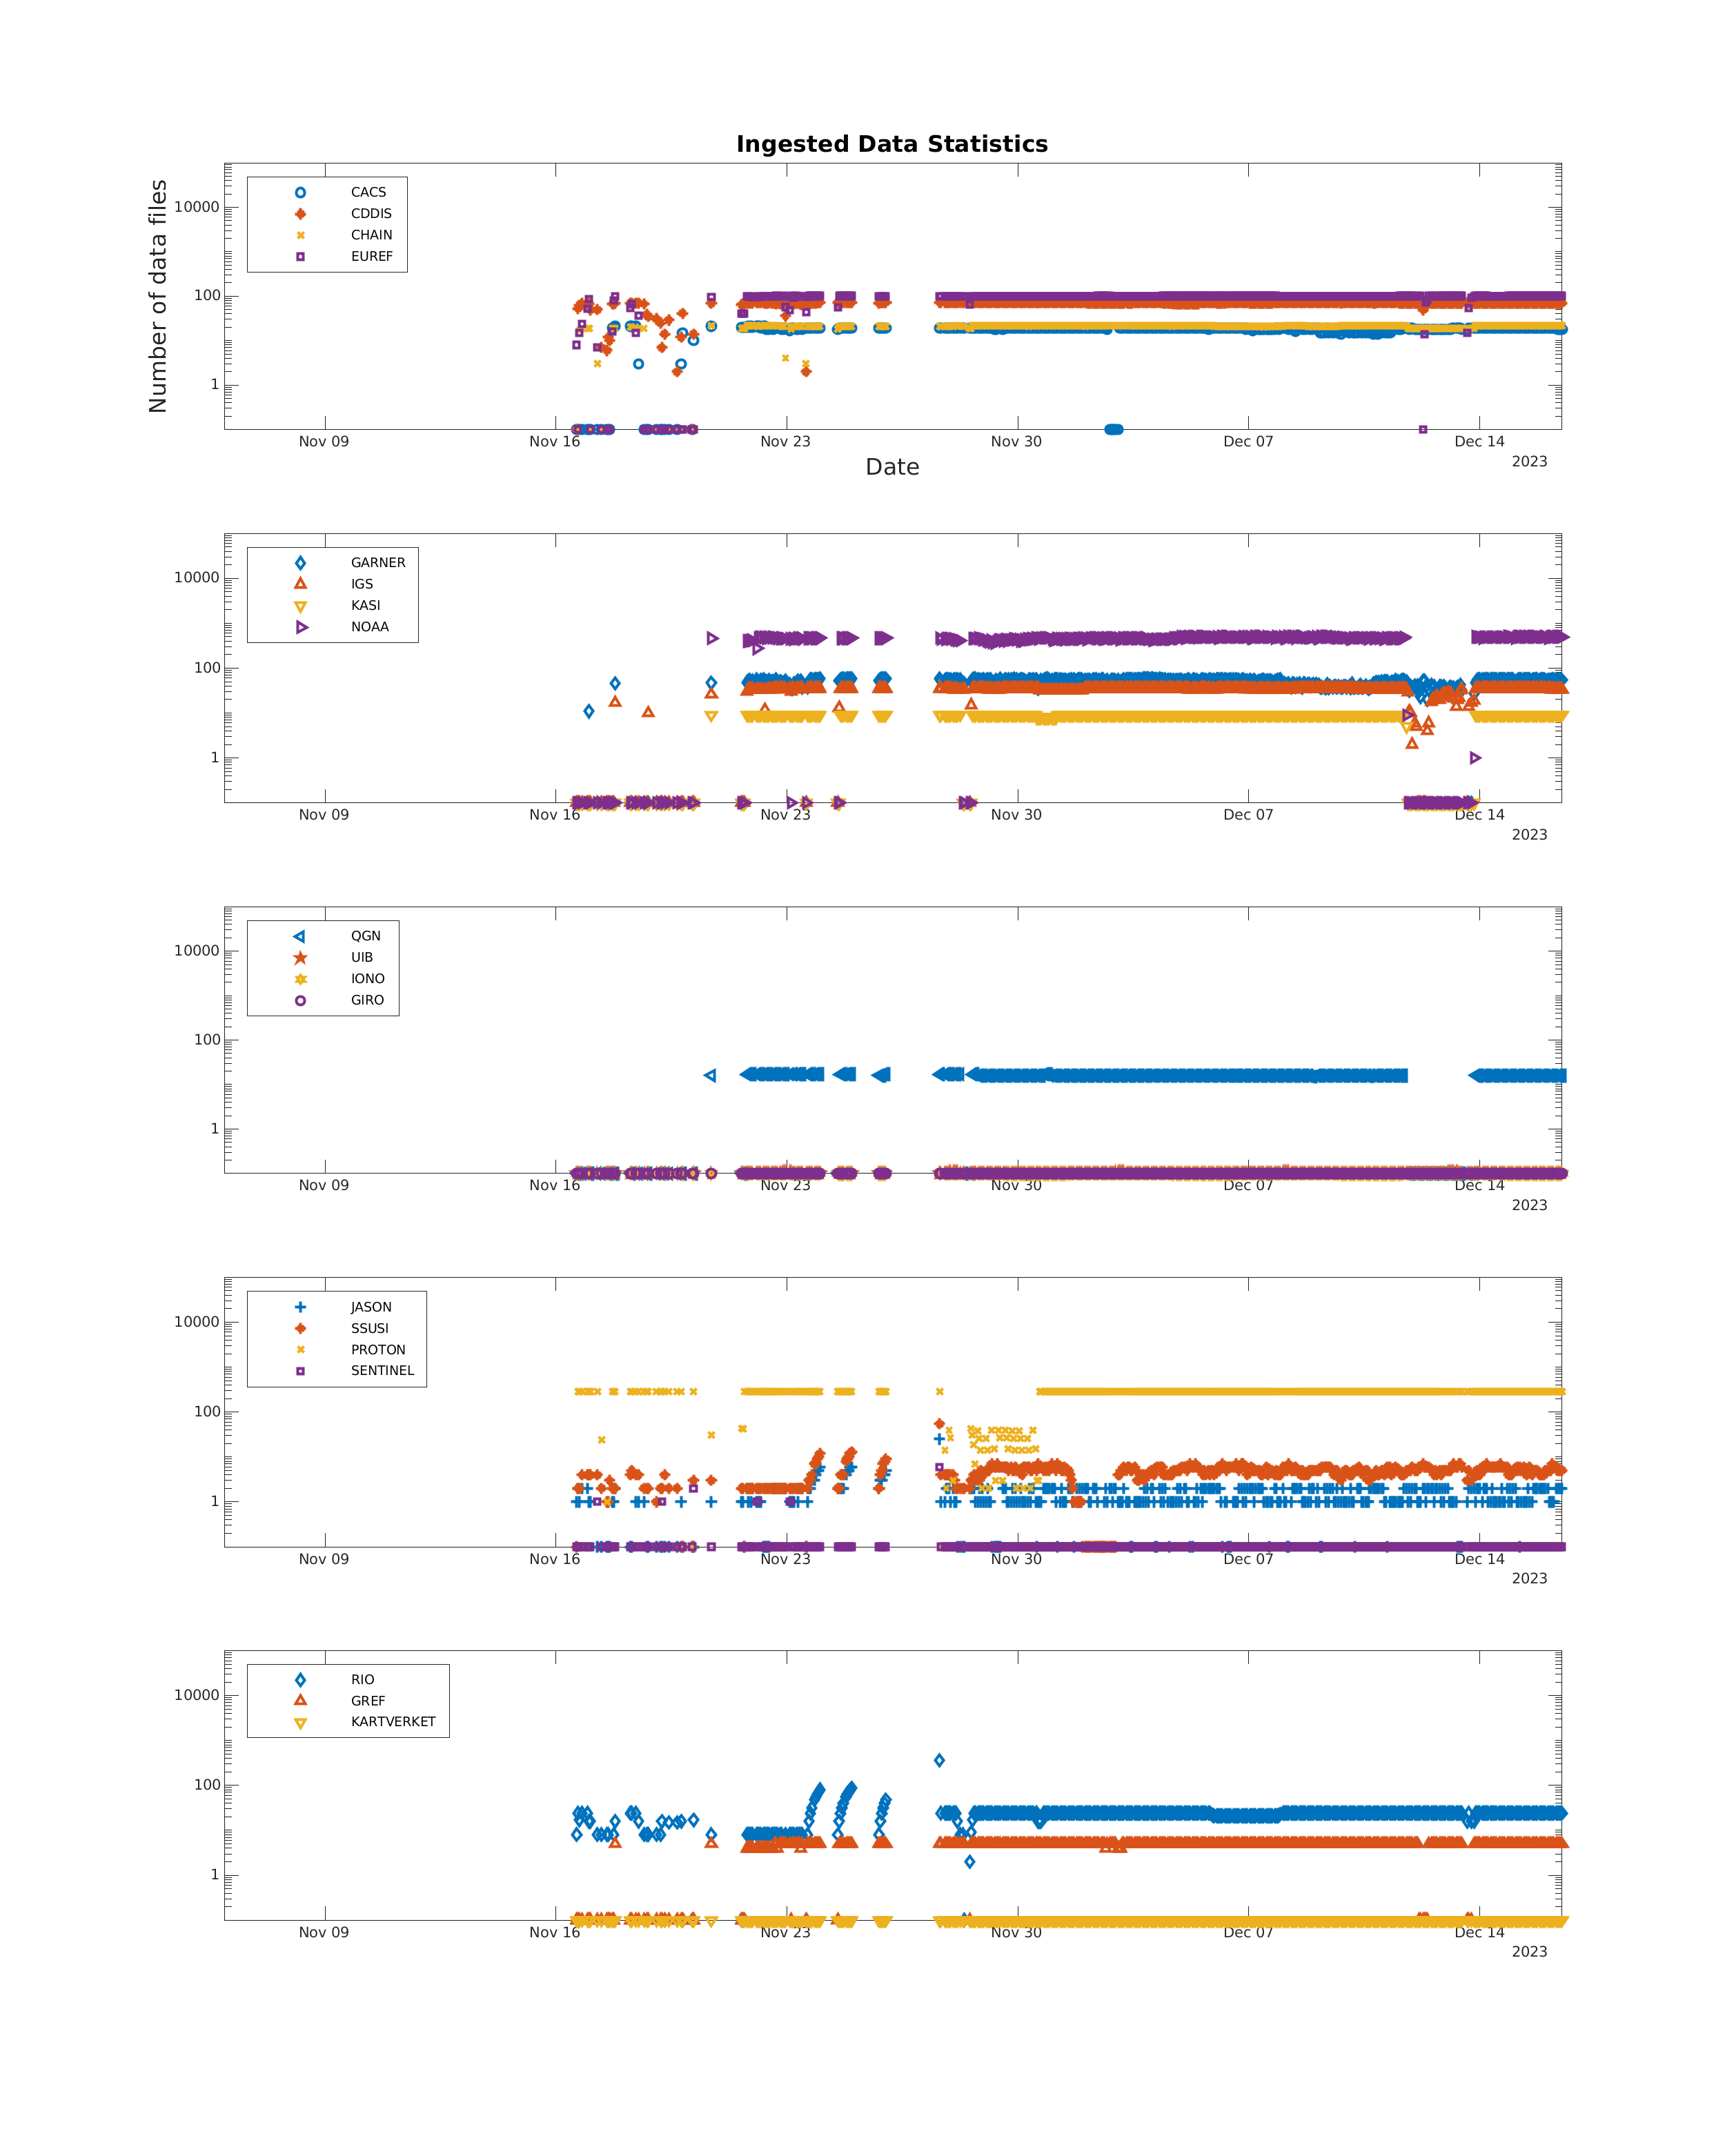 Ingested Data Statistics
Number of data files
CACS
CDDIS
CHAIN
EUREF
10000
100
1
Nov 09 Nov 16 Nov 23 Nov 30 Dec 07 Dec 14
2023
Date
GARNER
IGS
KASI
NOAA
10000
100
1
Nov 09 Nov 16 Nov 23 Nov 30 Dec 07 Dec 14
2023
QGN
UIB
IONO
GIRO
10000
100
1
Nov 09 Nov 16 Nov 23 Nov 30 Dec 07 Dec 14
2023
JASON
SSUSI
PROTON
SENTINEL
10000
100
1
Nov 09 Nov 16 Nov 23 Nov 30 Dec 07 Dec 14
2023
RIO
GREF
KARTVERKET
10000
100
1
Nov 09 Nov 16 Nov 23 Nov 30 Dec 07 Dec 14
2023